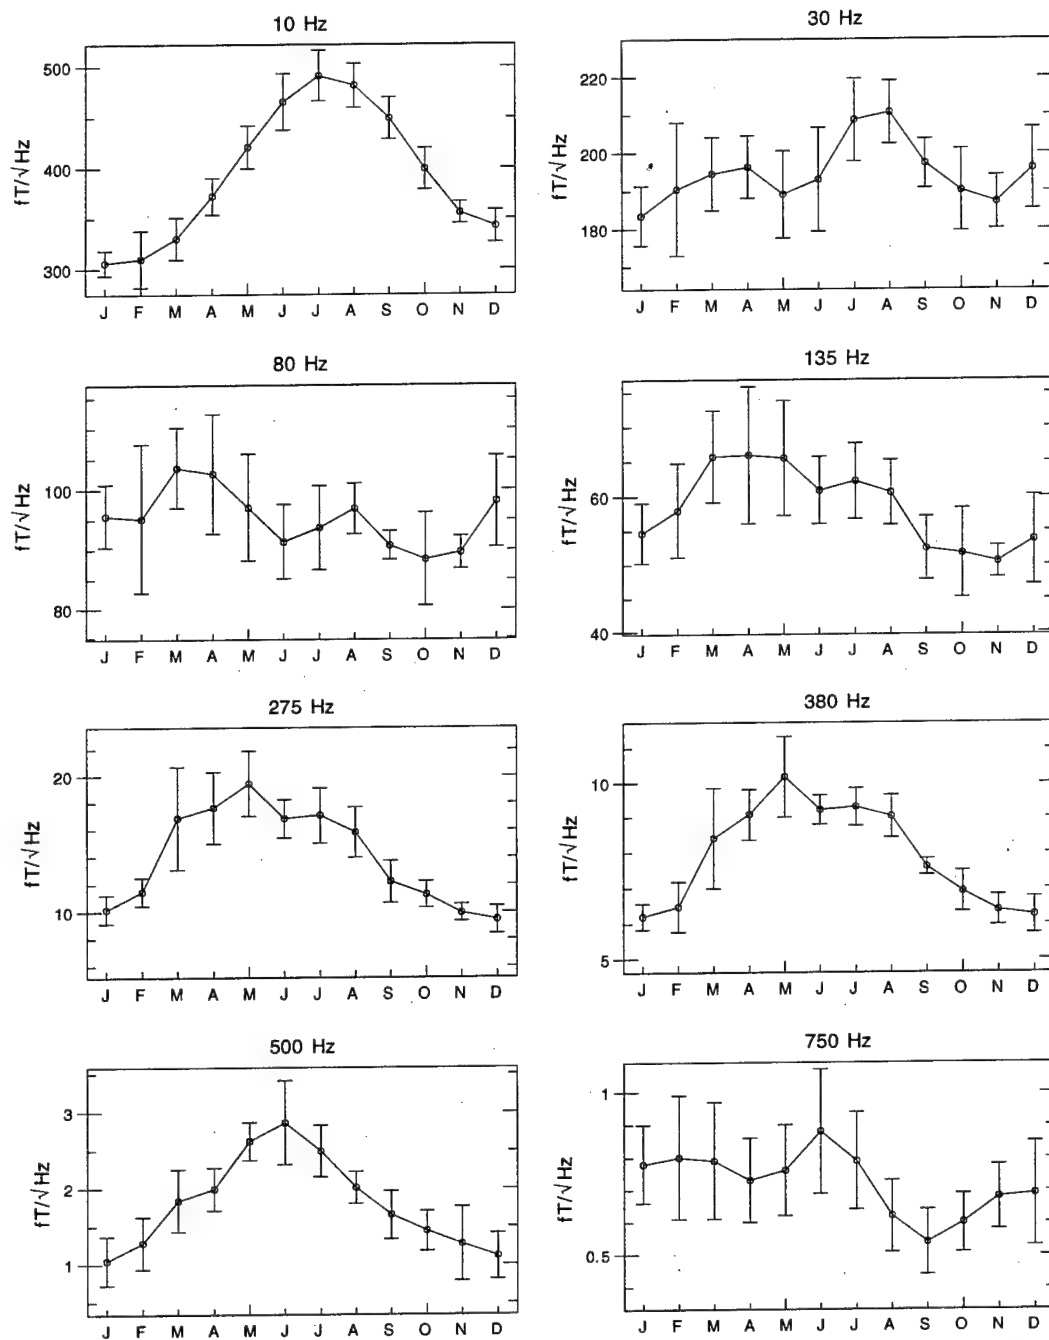 10 Hz
30 Hz
fT/√Hz
500
400
300
J F M A M J J A S O N D
fT/√Hz
220
200
180
J F M A M J J A S O N D
80 Hz
135 Hz
fT/√Hz
100
80
J F M A M J J A S O N D
fT/√Hz
60
40
J F M A M J J A S O N D
275 Hz
380 Hz
fT/√Hz
20
10
J F M A M J J A S O N D
fT/√Hz
10
5
J F M A M J J A S O N D
500 Hz
750 Hz
fT/√Hz
3
2
1
J F M A M J J A S O N D
fT/√Hz
1
0.5
J F M A M J J A S O N D